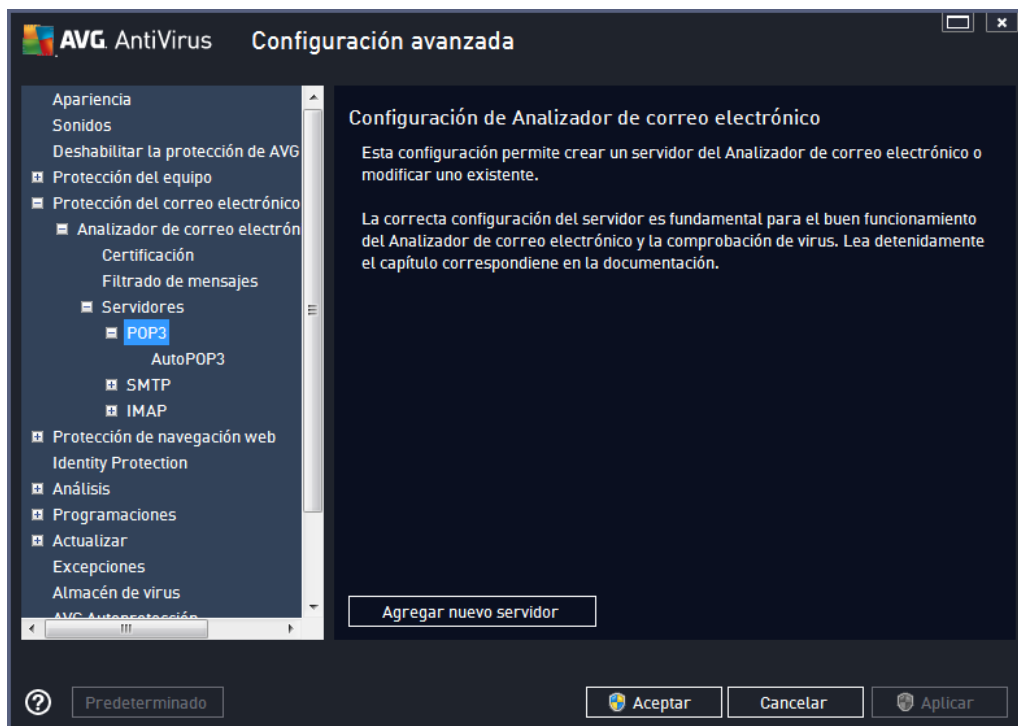 AVG. AntiVirus Configuración avanzada
Apariencia
Sonidos
Deshabilitar la protección de AVG
Protección del equipo
Protección del correo electrónico
Analizador de correo electrón
Certificación
Filtrado de mensajes
Servidores
POP3
AutoPOP3
SMTP
IMAP
Protección de navegación web
Identity Protection
Análisis
Programaciones
Actualizar
Excepciones
Almacén de virus
AVG Autoprotección
Configuración de Analizador de correo electrónico
Esta configuración permite crear un servidor del Analizador de correo electrónico o
modificar uno existente.
La correcta configuración del servidor es fundamental para el buen funcionamiento
del Analizador de correo electrónico y la comprobación de virus. Lea detenidamente
el capítulo correspondiene en la documentación.
Agregar nuevo servidor
Predeterminado
Aceptar
Cancelar
Aplicar